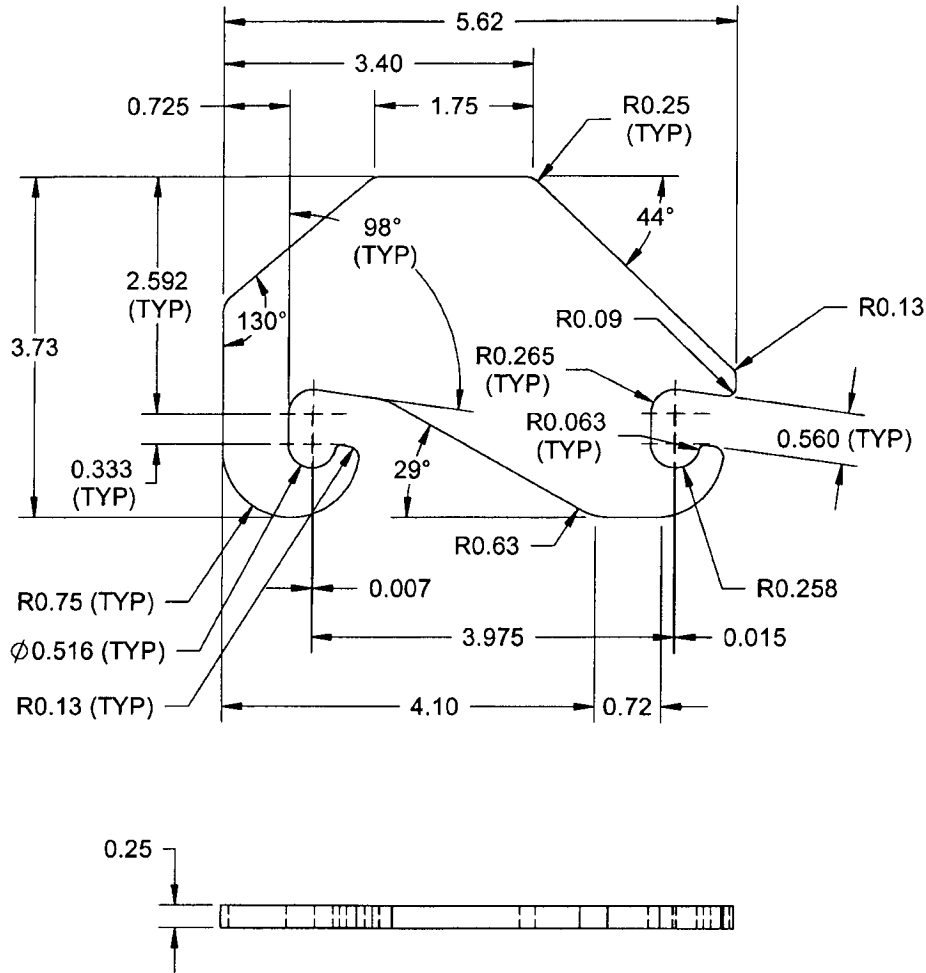 5.62
3.40
0.725
1.75
R0.25
(TYP)
98°
(TYP)
44°
2.592
(TYP)
130°
R0.09
R0.13
3.73
R0.265
(TYP)
R0.063
(TYP)
0.560 (TYP)
0.333
(TYP)
29°
R0.63
R0.75 (TYP)
0.007
R0.258
∅0.516 (TYP)
3.975
0.015
R0.13 (TYP)
4.10
0.72
0.25